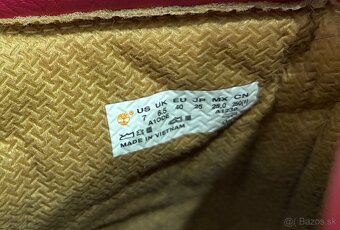 US UK EU JP MX CN
7 6.5 40 25 25.0 250(1)
MADE IN VIETNAM
Bazos.sk